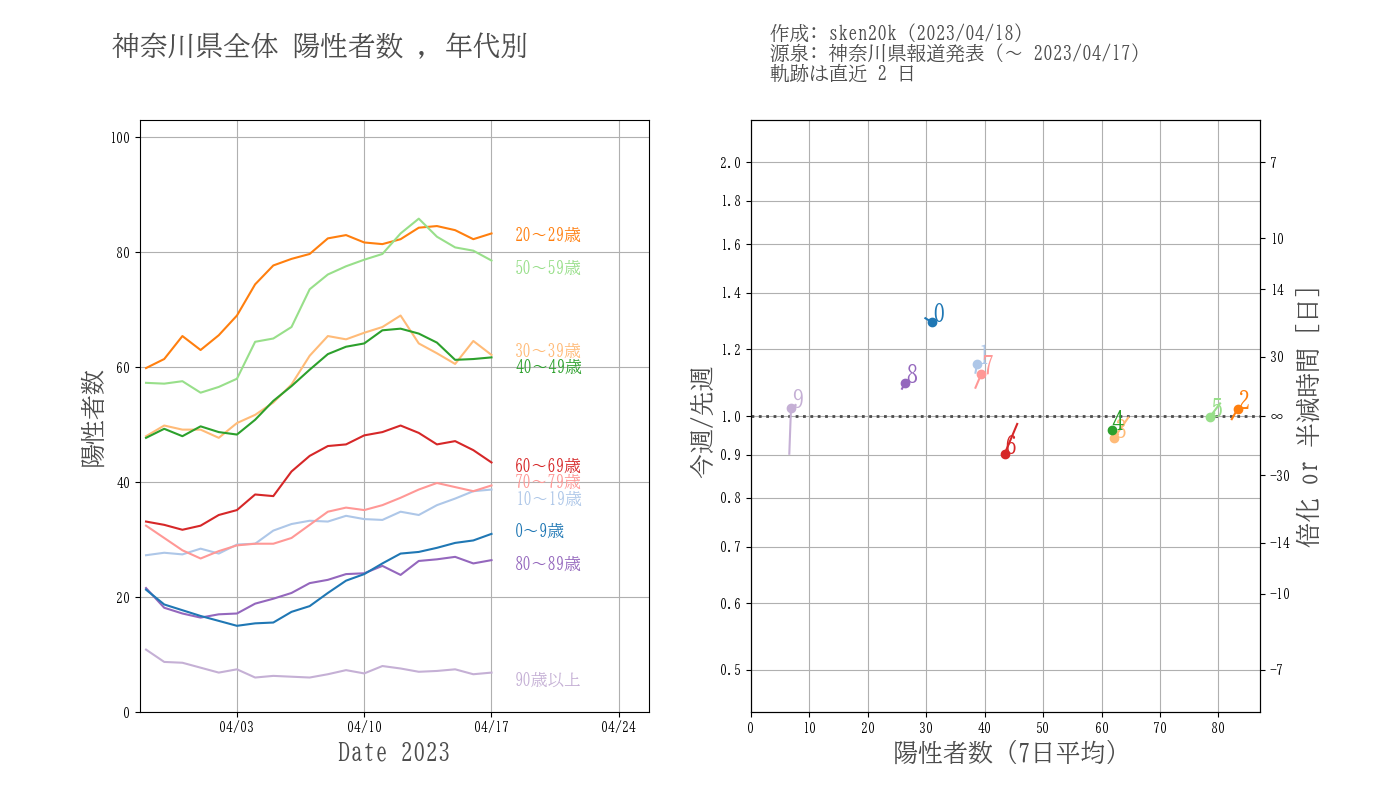 神奈川県全体 陽性者数 , 年代別
作成: sken20k (2023/04/18)
源泉: 神奈川県報道発表 (～ 2023/04/17)
軌跡は直近 2 日
陽性者数
100
80
60
40
20
0
04/03
04/10
04/17
04/24
Date 2023
20～29歳
50～59歳
30～39歳
40～49歳
60～69歳
70～79歳
10～19歳
0～9歳
80～89歳
90歳以上
今週/先週
2.0
1.8
1.6
1.4
1.2
1.0
0.9
0.8
0.7
0.6
0.5
0
10
20
30
40
50
60
70
80
陽性者数 (7日平均)
0
1
7
8
9
6
4
3
5
2
7
10
14
30
∞
−30
−14
−10
−7
倍化 or 半減時間 [日]